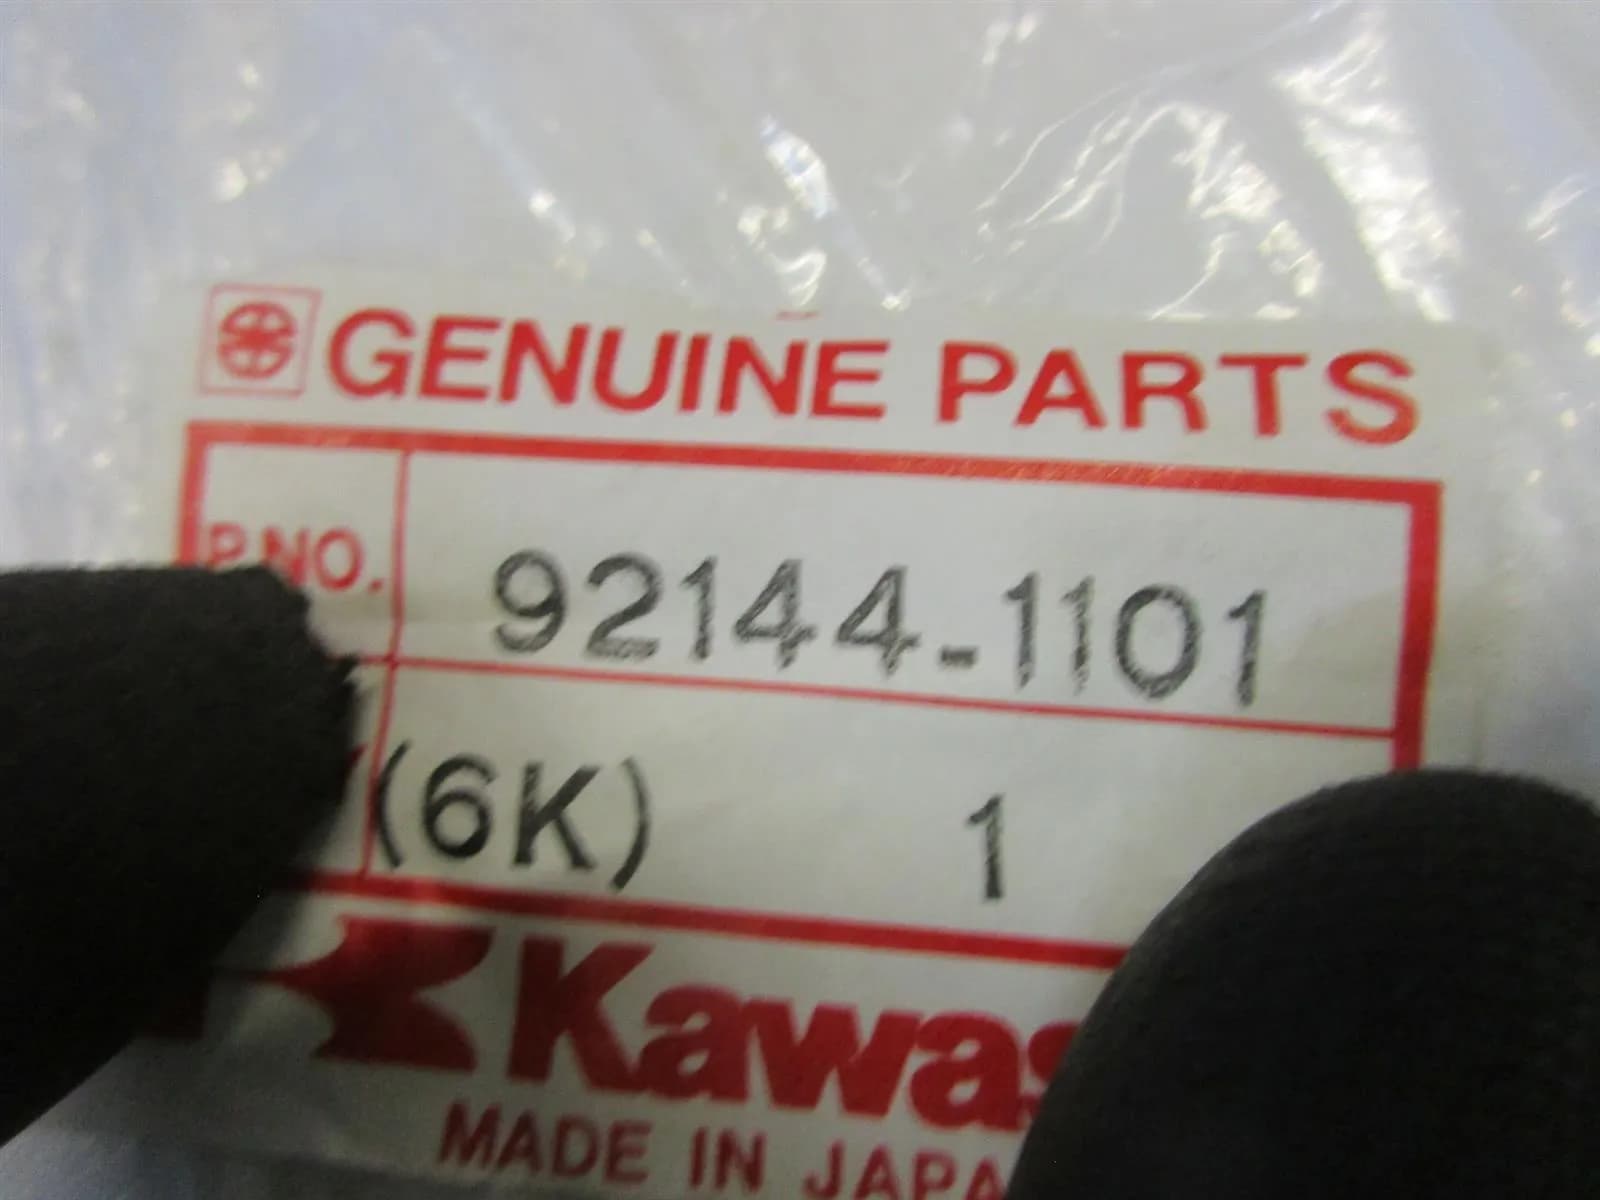 GENUINE PARTS
P.NO. 92144-1101
(6K) 1
Kawas
MADE IN JAPA